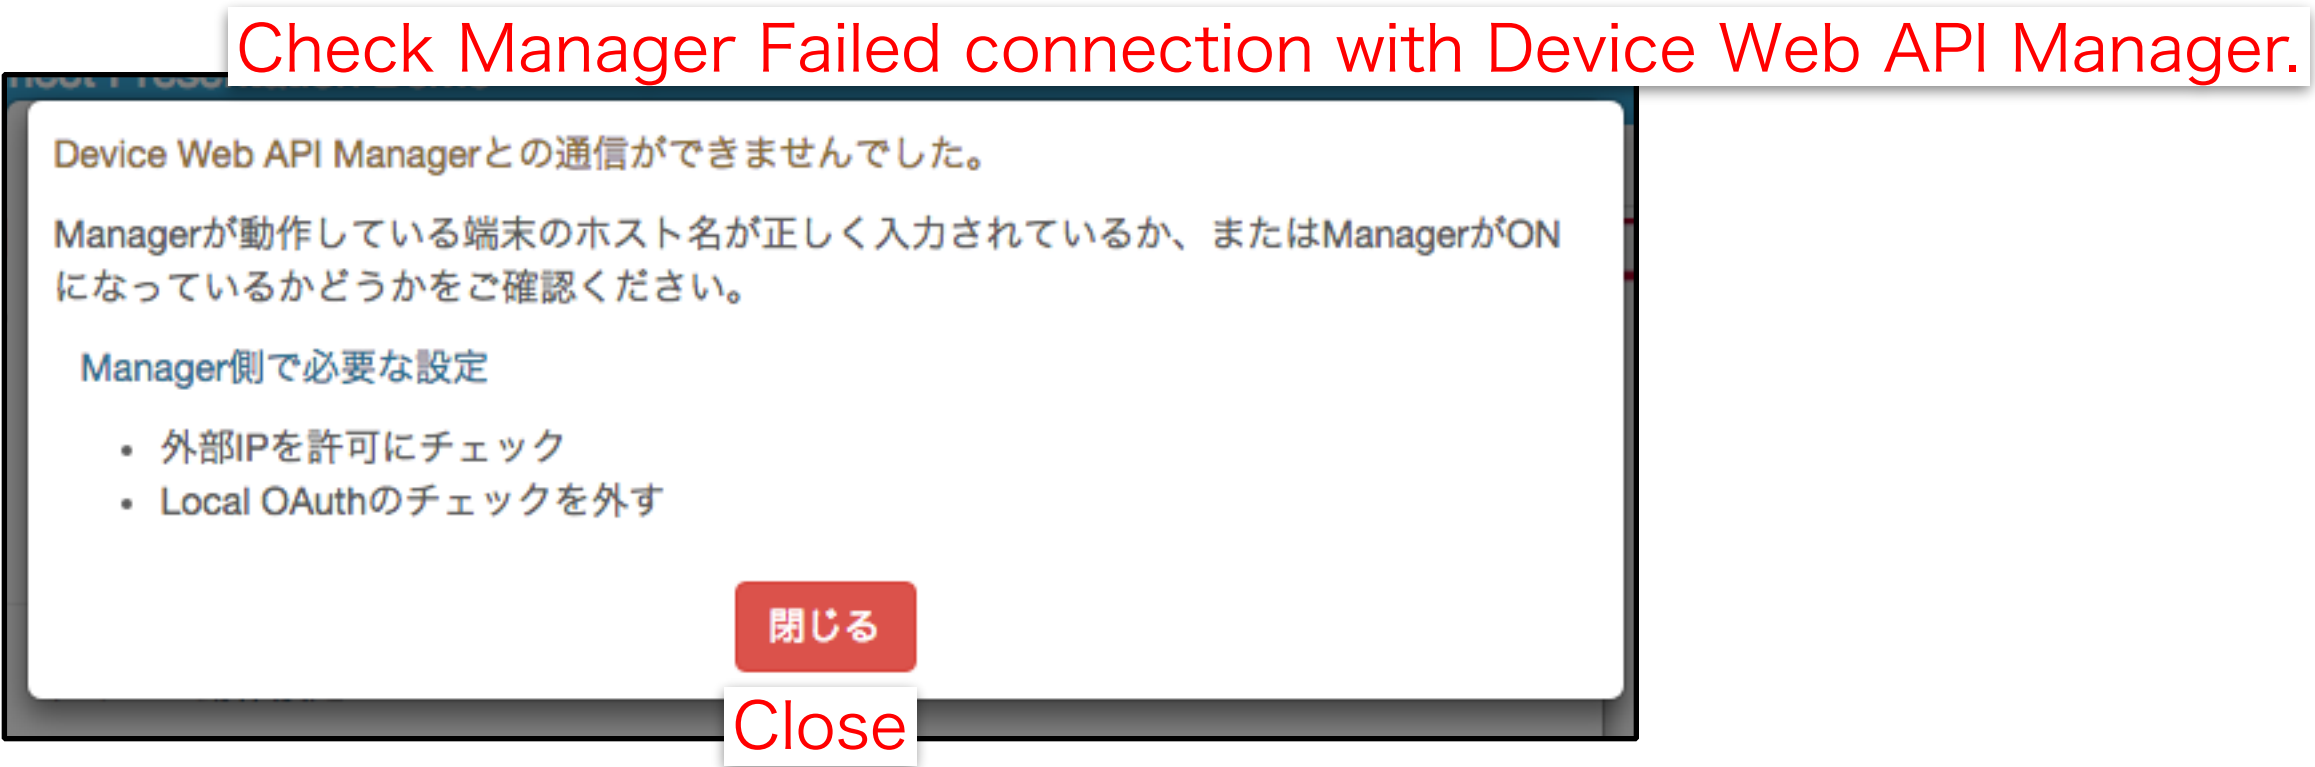 Check Manager Failed connection with Device Web API Manager.
Device Web API Managerとの通信ができませんでした。
Managerが動作している端末のホスト名が正しく入力されているか、またはManagerがON
になっているかどうかをご確認ください。
Manager側で必要な設定
• 外部IPを許可にチェック
• Local OAuthのチェックを外す
閉じる
Close